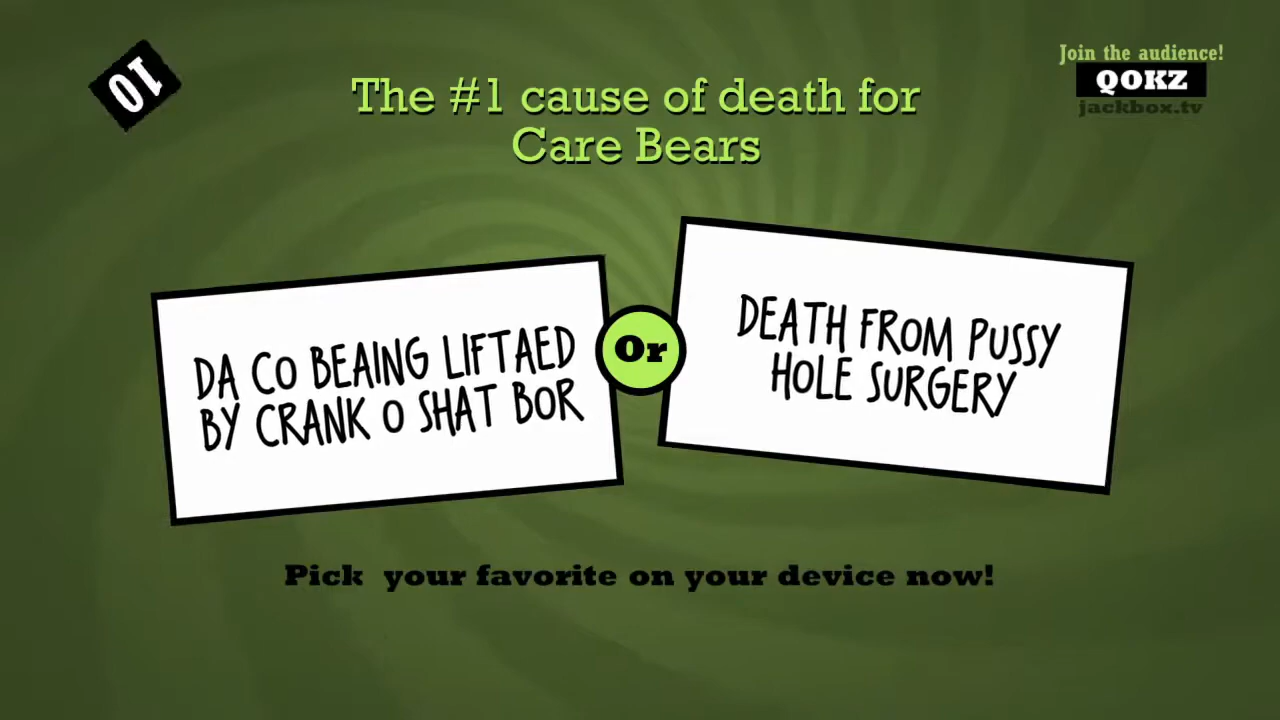 10
Join the audience!
QOKZ
jackbox.tv
The #1 cause of death for
Care Bears
DA CO BEAING LIFTAED
BY CRANK O SHAT BOR
Or
DEATH FROM PUSSY
HOLE SURGERY
Pick your favorite on your device now!